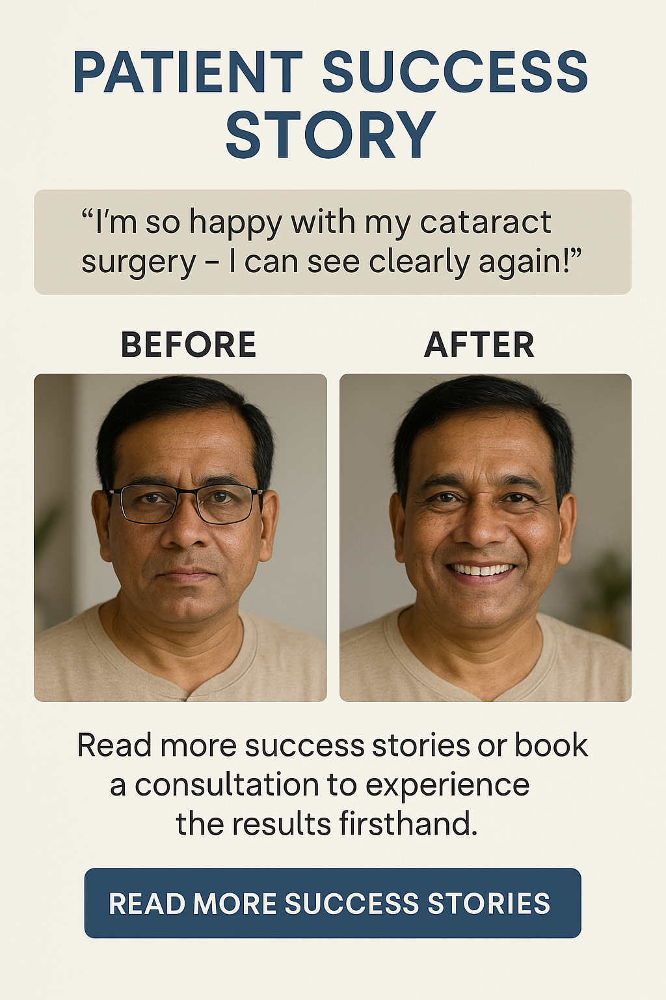 PATIENT SUCCESS
STORY
“I’m so happy with my cataract
surgery – I can see clearly again!”
BEFORE
AFTER
Read more success stories or book
a consultation to experience
the results firsthand.
READ MORE SUCCESS STORIES